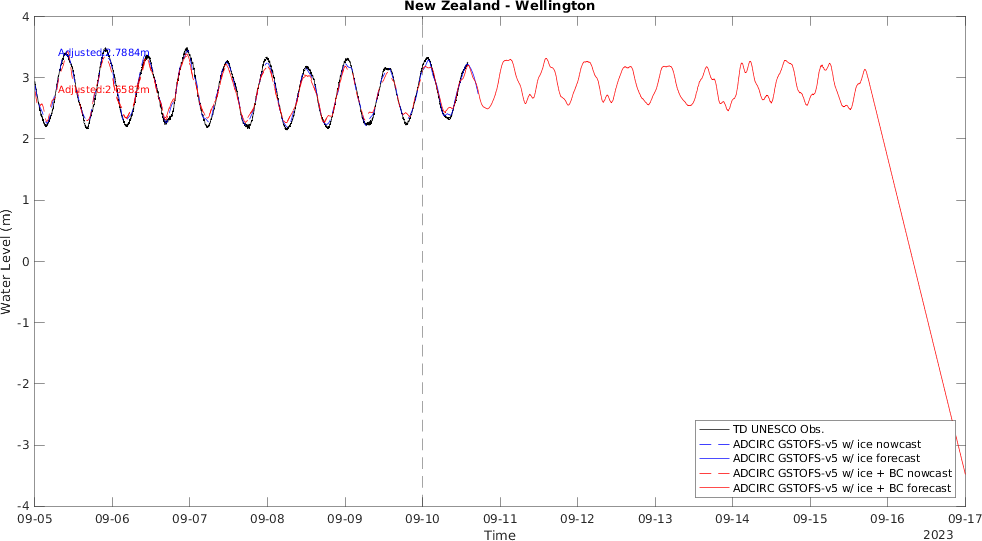 New Zealand - Wellington
4
3
2
1
0
-1
-2
-3
-4
Water Level (m)
Adjusted:2.7884m
Adjusted:2.6582m
TD UNESCO Obs.
ADCIRC GSTOFS-v5 w/ ice nowcast
ADCIRC GSTOFS-v5 w/ ice forecast
ADCIRC GSTOFS-v5 w/ ice + BC nowcast
ADCIRC GSTOFS-v5 w/ ice + BC forecast
09-05 09-06 09-07 09-08 09-09 09-10 09-11 09-12 09-13 09-14 09-15 09-16 09-17
Time
2023